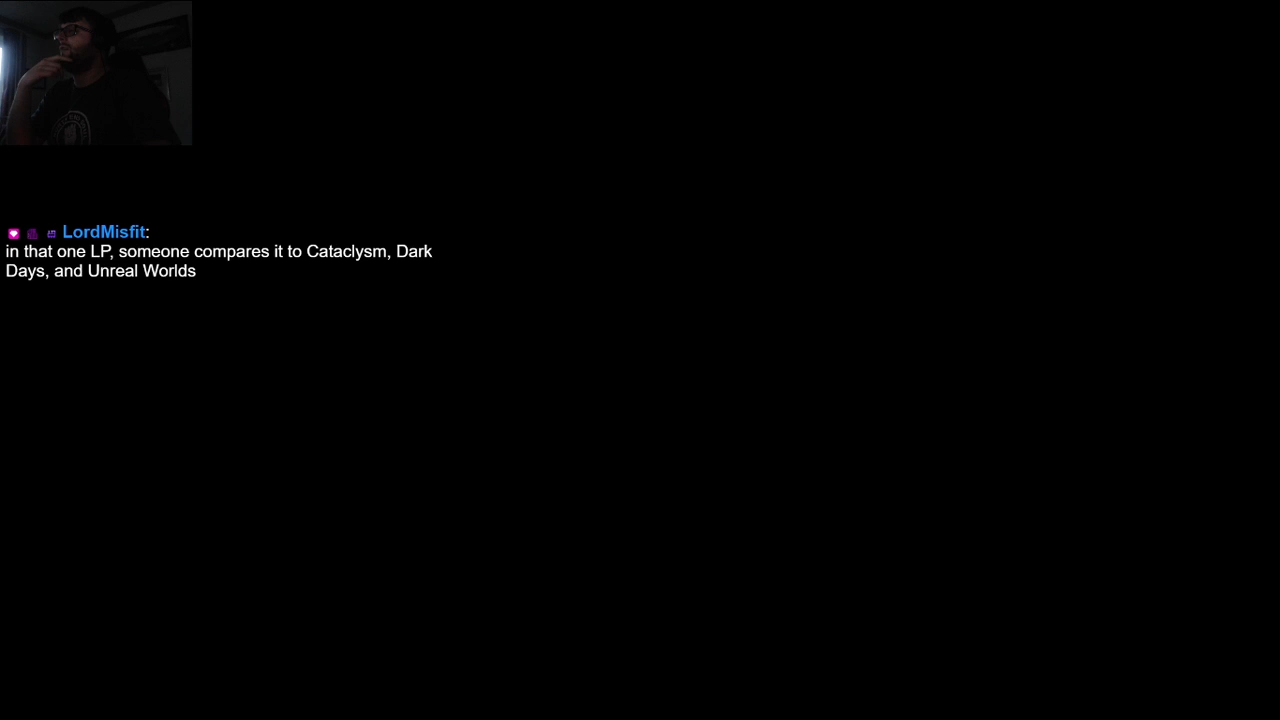 LordMisfit:
in that one LP, someone compares it to Cataclysm, Dark
Days, and Unreal Worlds